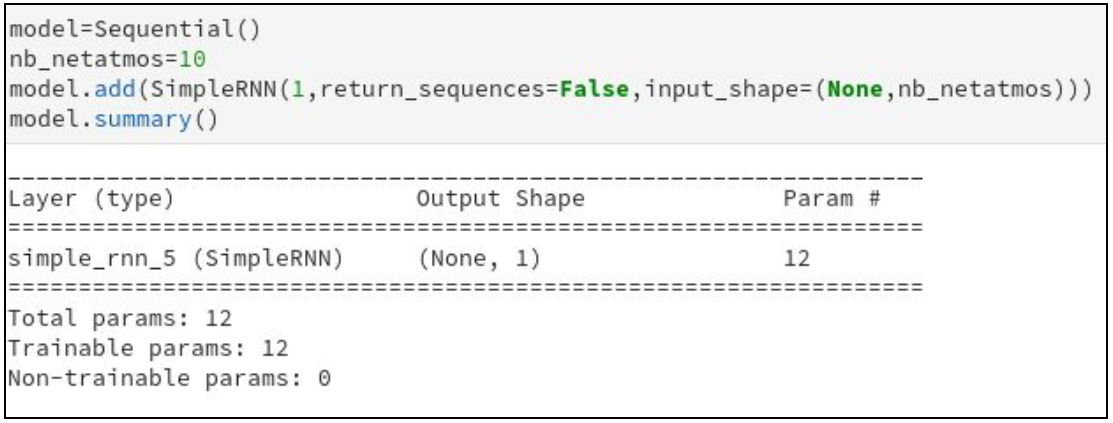 model=Sequential()
nb_netatmos=10
model.add(SimpleRNN(1,return_sequences=False,input_shape=(None,nb_netatmos)))
model.summary()
_________________________________________________________________
Layer (type)                 Output Shape              Param #
=================================================================
simple_rnn_5 (SimpleRNN)     (None, 1)                 12
=================================================================
Total params: 12
Trainable params: 12
Non-trainable params: 0